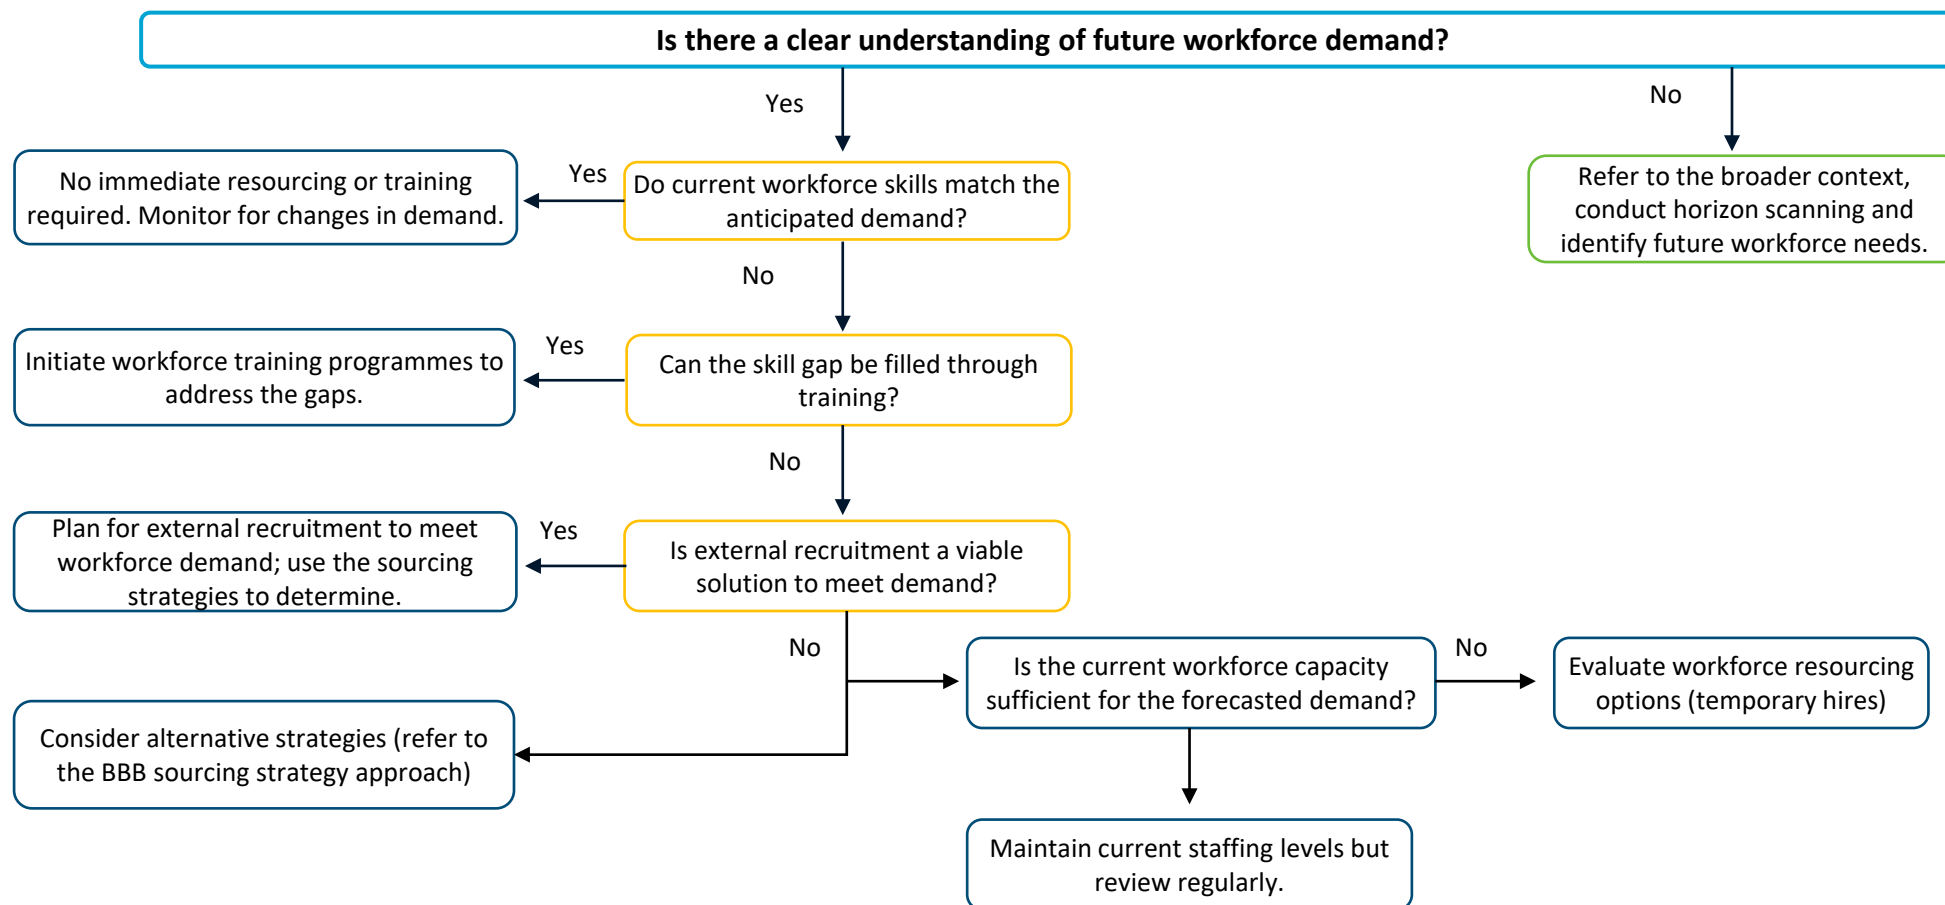 Is there a clear understanding of future workforce demand?
Yes
No
No immediate resourcing or training
required. Monitor for changes in demand.
Yes
Do current workforce skills match the
anticipated demand?
Refer to the broader context,
conduct horizon scanning and
identify future workforce needs.
No
Initiate workforce training programmes to
address the gaps.
Yes
Can the skill gap be filled through
training?
No
Plan for external recruitment to meet
workforce demand; use the sourcing
strategies to determine.
Yes
Is external recruitment a viable
solution to meet demand?
No
Is the current workforce capacity
sufficient for the forecasted demand?
No
Evaluate workforce resourcing
options (temporary hires)
Consider alternative strategies (refer to
the BBB sourcing strategy approach)
Maintain current staffing levels but
review regularly.